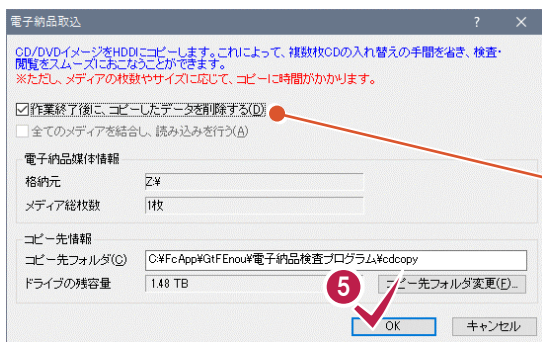 電子納品取込
? ×
CD/DVDイメージをHDDにコピーします。これによって、複数枚CDの入れ替えの手間を省き、検査・
閲覧をスムーズにおこなうことができます。
※ただし、メディアの枚数やサイズに応じて、コピーに時間がかかります。
作業終了後に、コピーしたデータを削除する(D)
全てのメディアを結合し、読み込みを行う(A)
電子納品媒体情報
格納元 Z:¥
メディア総枚数 1枚
コピー先情報
コピー先フォルダ(C) C:¥FcApp¥GtFEnou¥電子納品検査プログラム¥cdcopy
ドライブの残容量 1.48 TB コピー先フォルダ変更(F)...
5
OK キャンセル